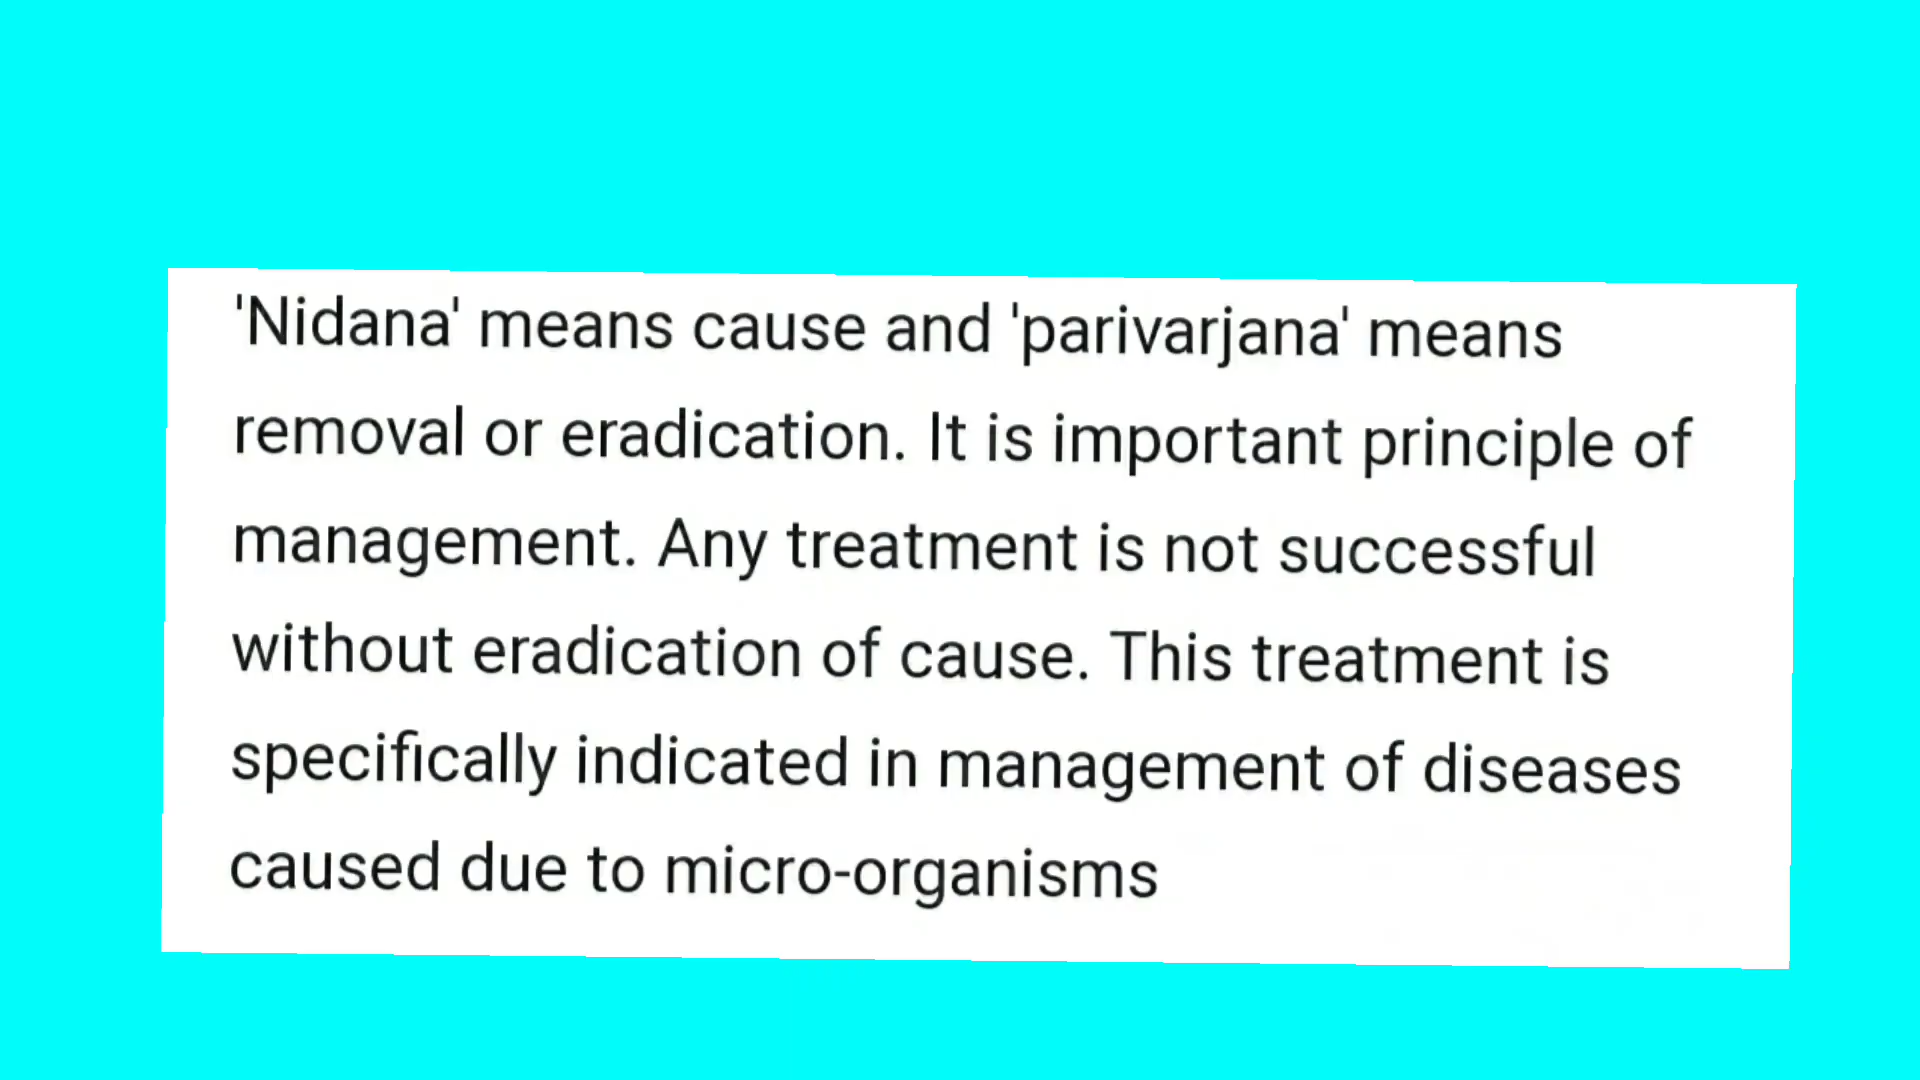 'Nidana' means cause and 'parivarjana' means
removal or eradication. It is important principle of
management. Any treatment is not successful
without eradication of cause. This treatment is
specifically indicated in management of diseases
caused due to micro-organisms